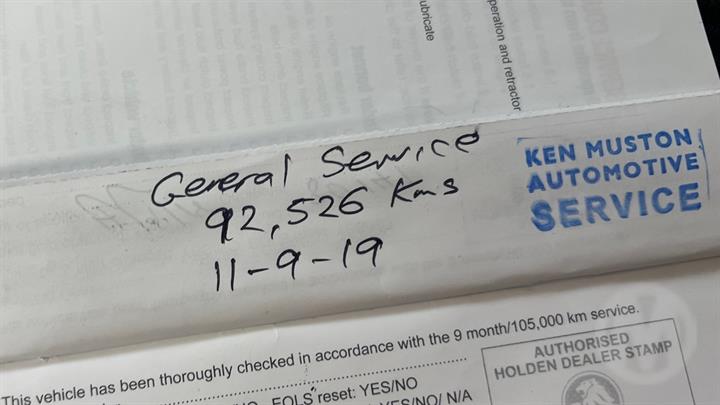 ubricate
peration and retractor
General Service
92,526 Kms
11-9-19
KEN MUSTON
AUTOMOTIVE
SERVICE
This vehicle has been thoroughly checked in accordance with the 9 month/105,000 km service.
EOLS reset: YES/NO
YES/NO/ N/A
AUTHORISED
HOLDEN DEALER STAMP